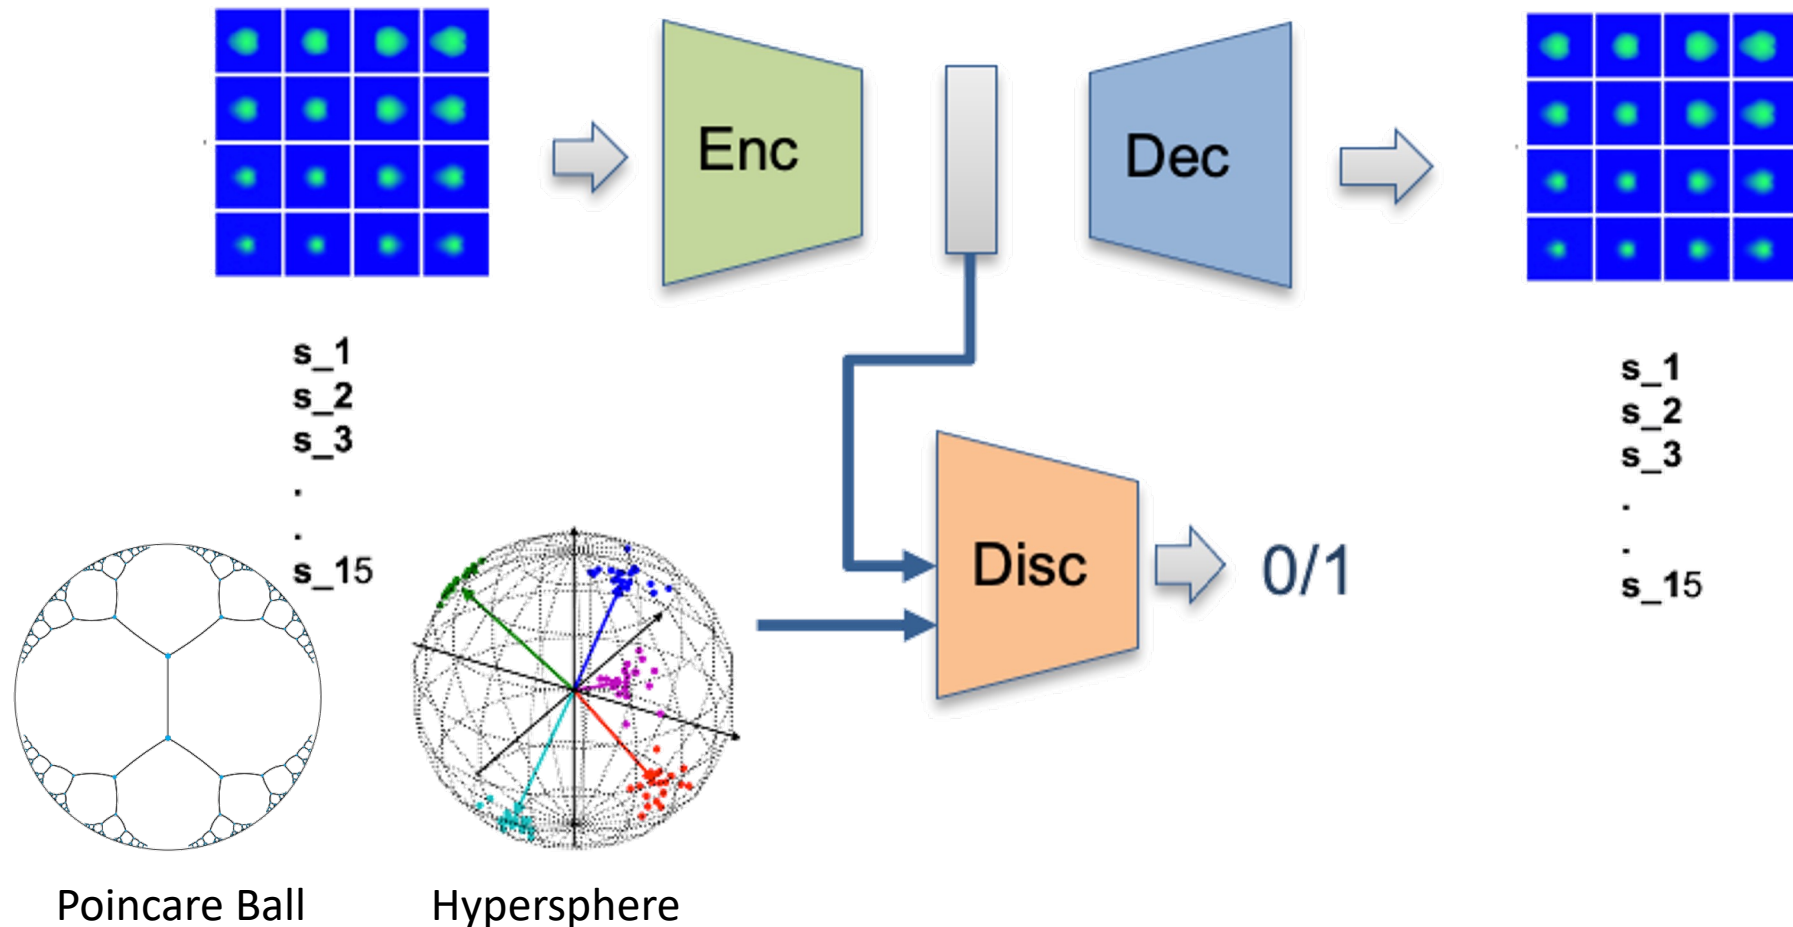 Enc
Dec
s_1
s_2
s_3
.
.
s_15
s_1
s_2
s_3
.
.
s_15
Disc
0/1
Poincare Ball
Hypersphere